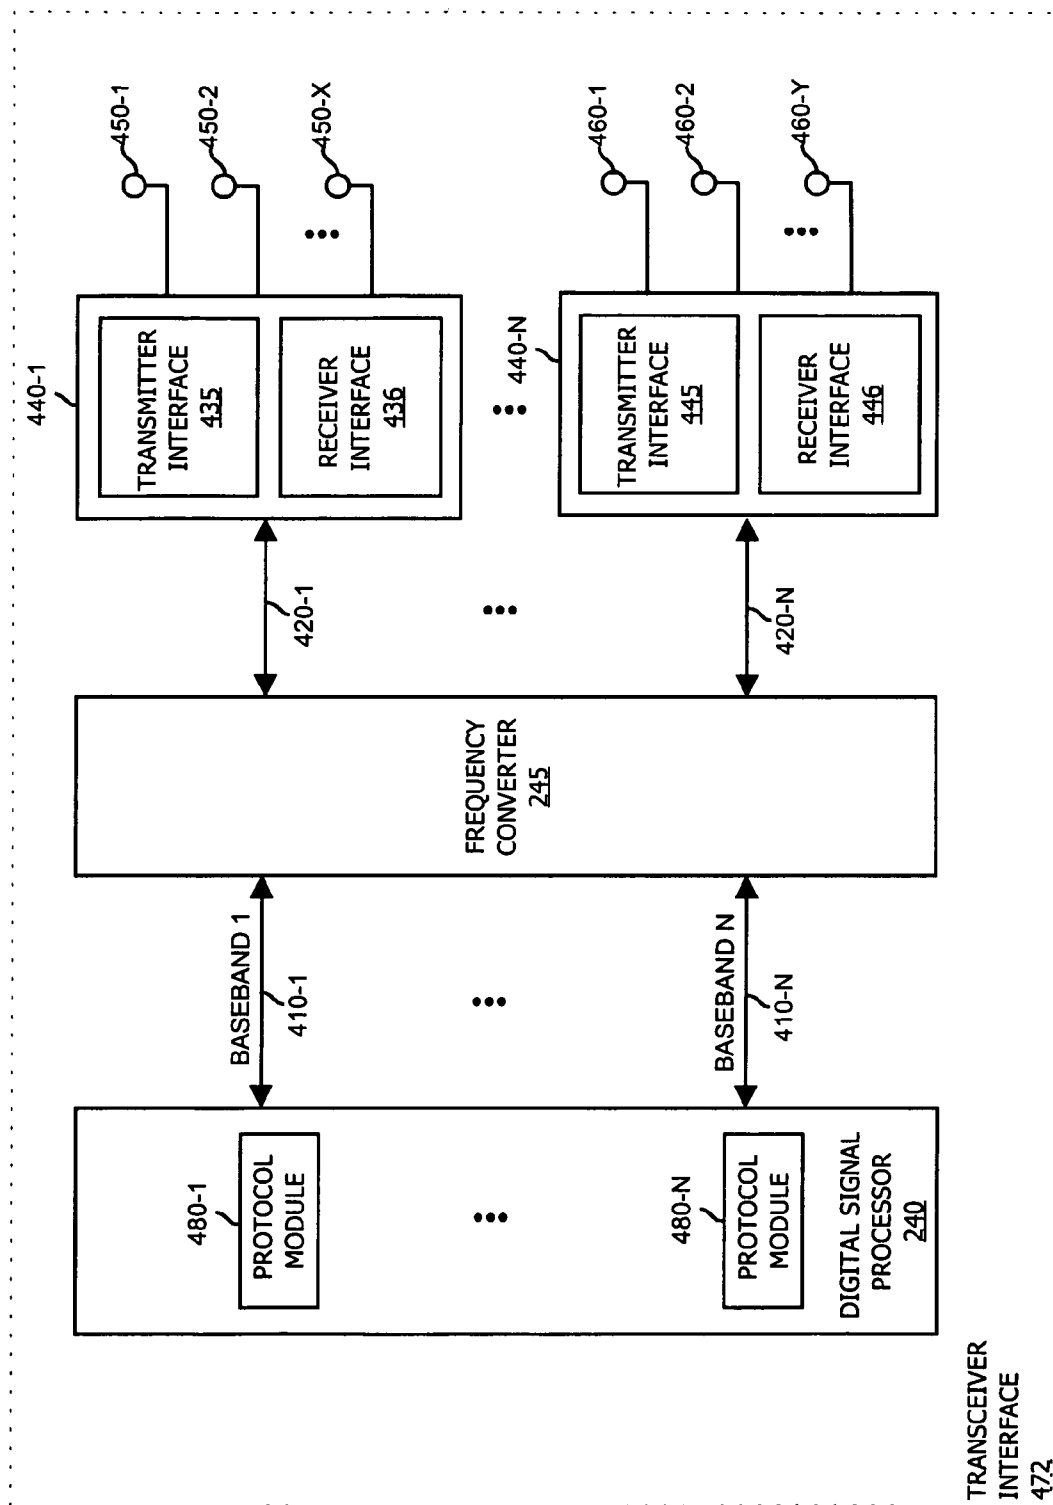 TRANSCEIVER
INTERFACE
472
480-1
PROTOCOL
MODULE
480-N
PROTOCOL
MODULE
DIGITAL SIGNAL
PROCESSOR
240
BASEBAND 1
410-1
BASEBAND N
410-N
FREQUENCY
CONVERTER
245
420-1
420-N
440-1
TRANSMITTER
INTERFACE
435
RECEIVER
INTERFACE
436
440-N
TRANSMITTER
INTERFACE
445
RECEIVER
INTERFACE
446
450-1
450-2
450-X
460-1
460-2
460-Y